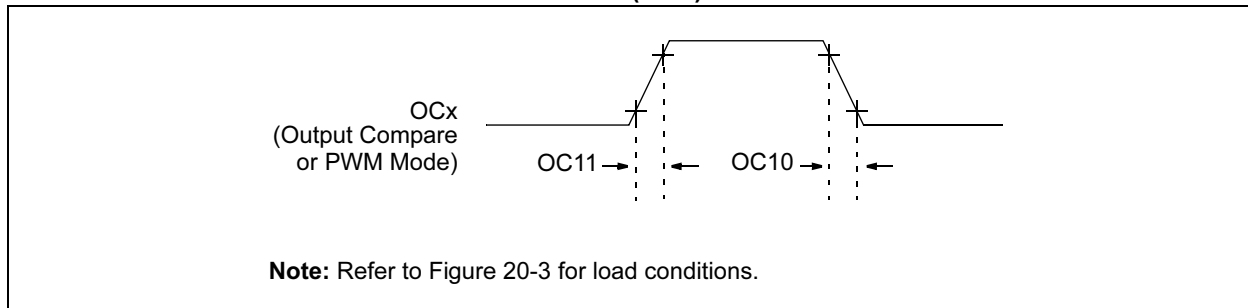 OCx
(Output Compare
or PWM Mode)
OC11
OC10
Note: Refer to Figure 20-3 for load conditions.